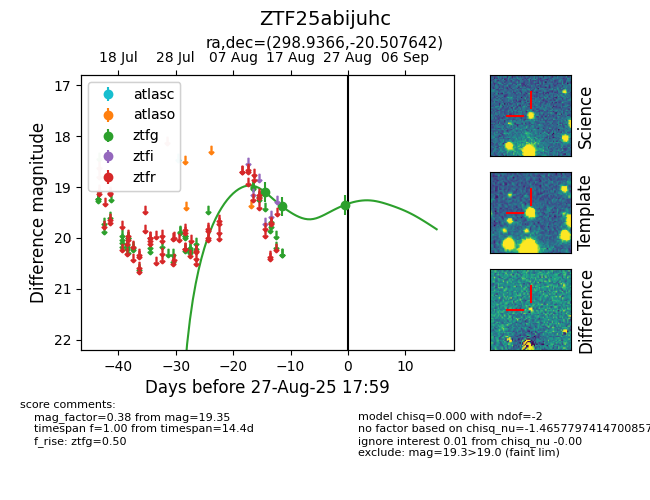 ZTF25abijuhc
ra,dec=(298.9366,-20.507642)
18 Jul 28 Jul 07 Aug 17 Aug 27 Aug 06 Sep
17
18
19
20
21
22
Difference magnitude
atlasc
atlaso
ztfg
ztfi
ztfr
−40 −30 −20 −10 0 10
Days before 27-Aug-25 17:59
Science
Template
Difference
score comments:
mag_factor=0.38 from mag=19.35
timespan f=1.00 from timespan=14.4d
f_rise: ztfg=0.50
model chisq=0.000 with ndof=-2
no factor based on chisq_nu=-1.4657797414700857
ignore interest 0.01 from chisq_nu -0.00
exclude: mag=19.3>19.0 (faint lim)